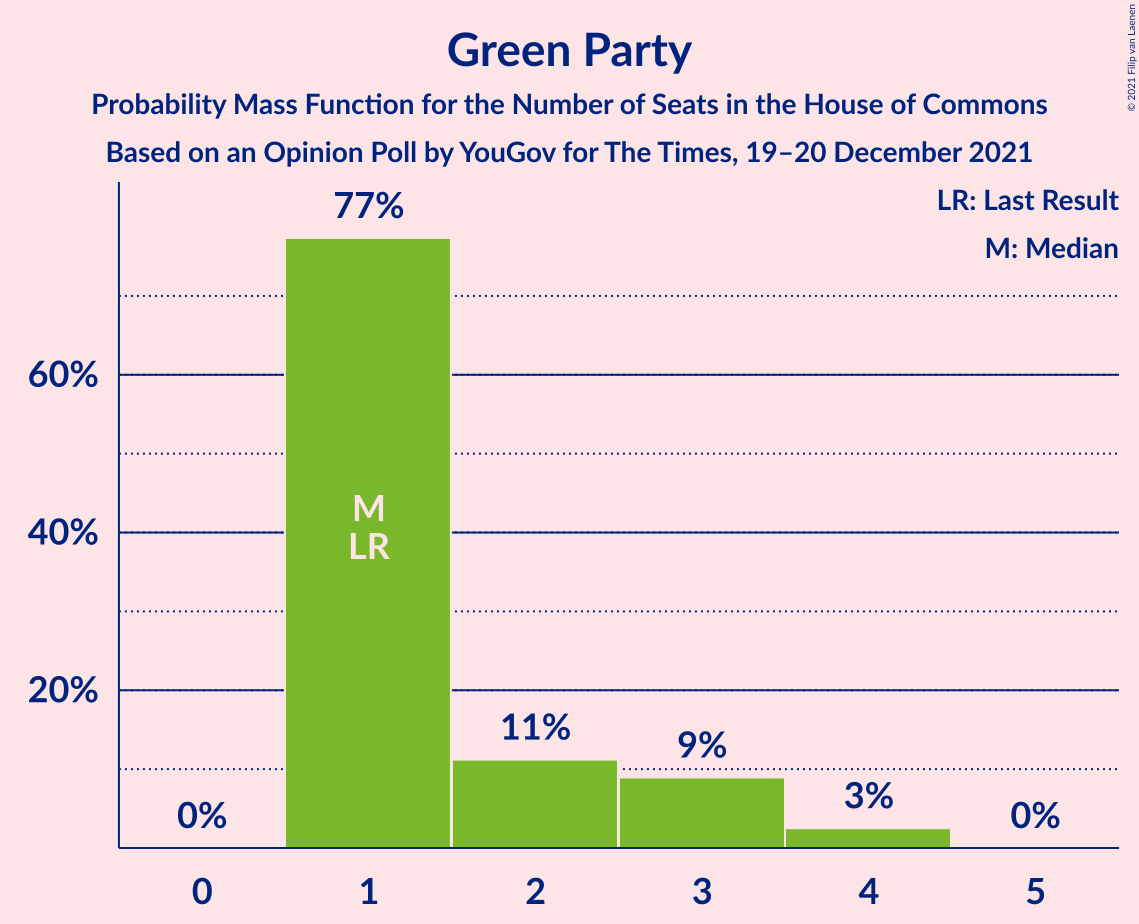 Green Party
Probability Mass Function for the Number of Seats in the House of Commons
Based on an Opinion Poll by YouGov for The Times, 19–20 December 2021
© 2021 Filip van Laenen
LR: Last Result
M: Median
77%
60%
M
40%
LR
20%
11%
9%
3%
0%
0%
0 1 2 3 4 5